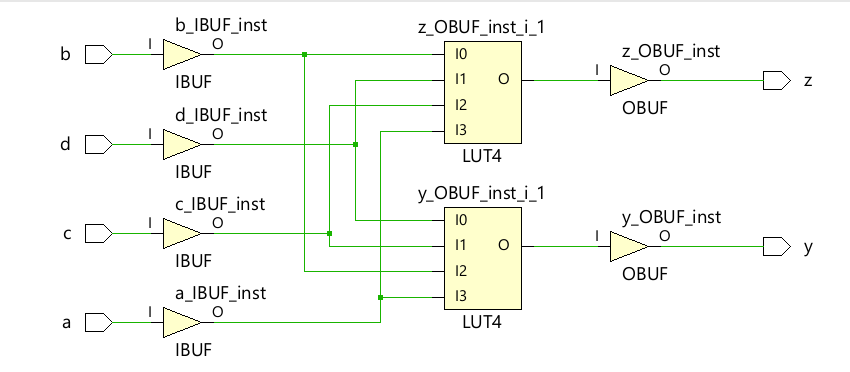 b_IBUF_inst
z_OBUF_inst_i_1
b I O I0 z_OBUF_inst
IBUF I1 O I O z
d_IBUF_inst I2 OBUF
d I O I3
IBUF LUT4
c_IBUF_inst y_OBUF_inst_i_1
c I O I0 y_OBUF_inst
IBUF I1 O I O y
a_IBUF_inst I2 OBUF
a I O I3
IBUF LUT4